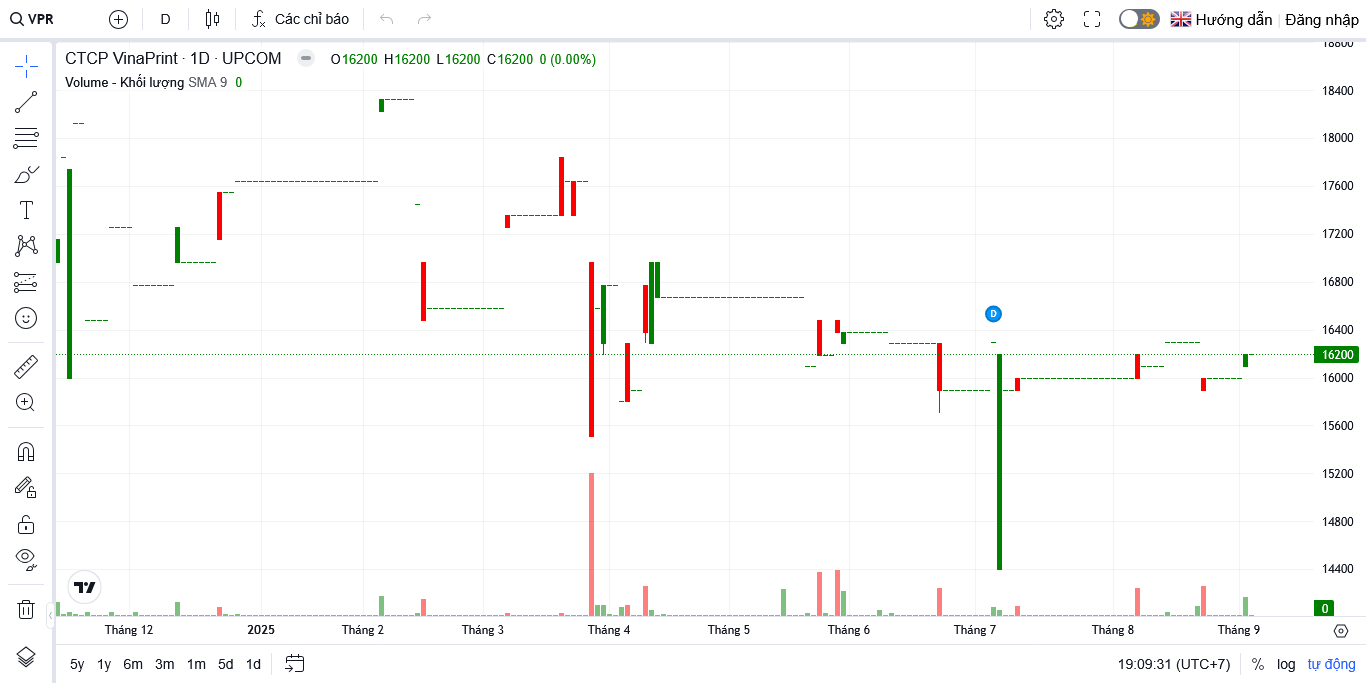 VPR D Các chỉ báo Hướng dẫn Đăng nhập
CTCP VinaPrint · 1D · UPCOM O16200 H16200 L16200 C16200 0 (0.00%)
Volume - Khối lượng SMA 9 0
18800
18400
18000
17600
17200
16800
16400
D
16200
16000
15600
15200
14800
14400
0
Tháng 12 2025 Tháng 2 Tháng 3 Tháng 4 Tháng 5 Tháng 6 Tháng 7 Tháng 8 Tháng 9
5y 1y 6m 3m 1m 5d 1d 19:09:31 (UTC+7) % log tự động